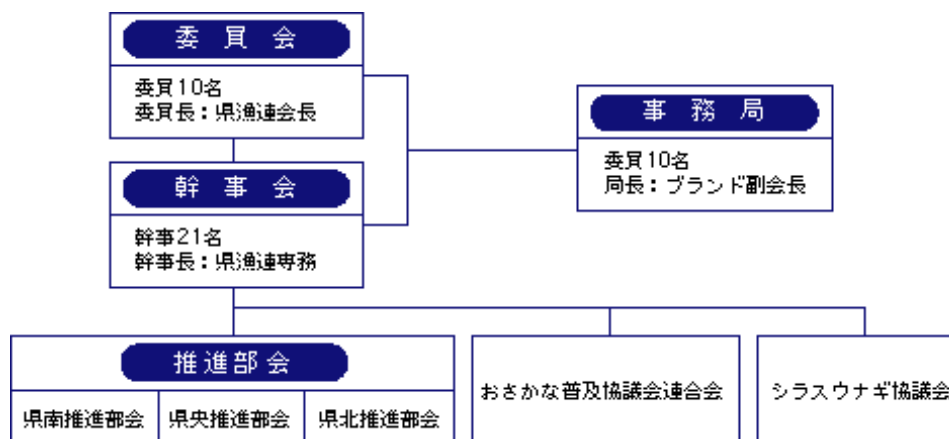 委員会
委員10名
委員長：県漁連会長
事務局
委員10名
局長：ブランド副会長
幹事会
幹事21名
幹事長：県漁連専務
推進部会
県南推進部会
県央推進部会
県北推進部会
おさかな普及協議会連合会
シラスウナギ協議会